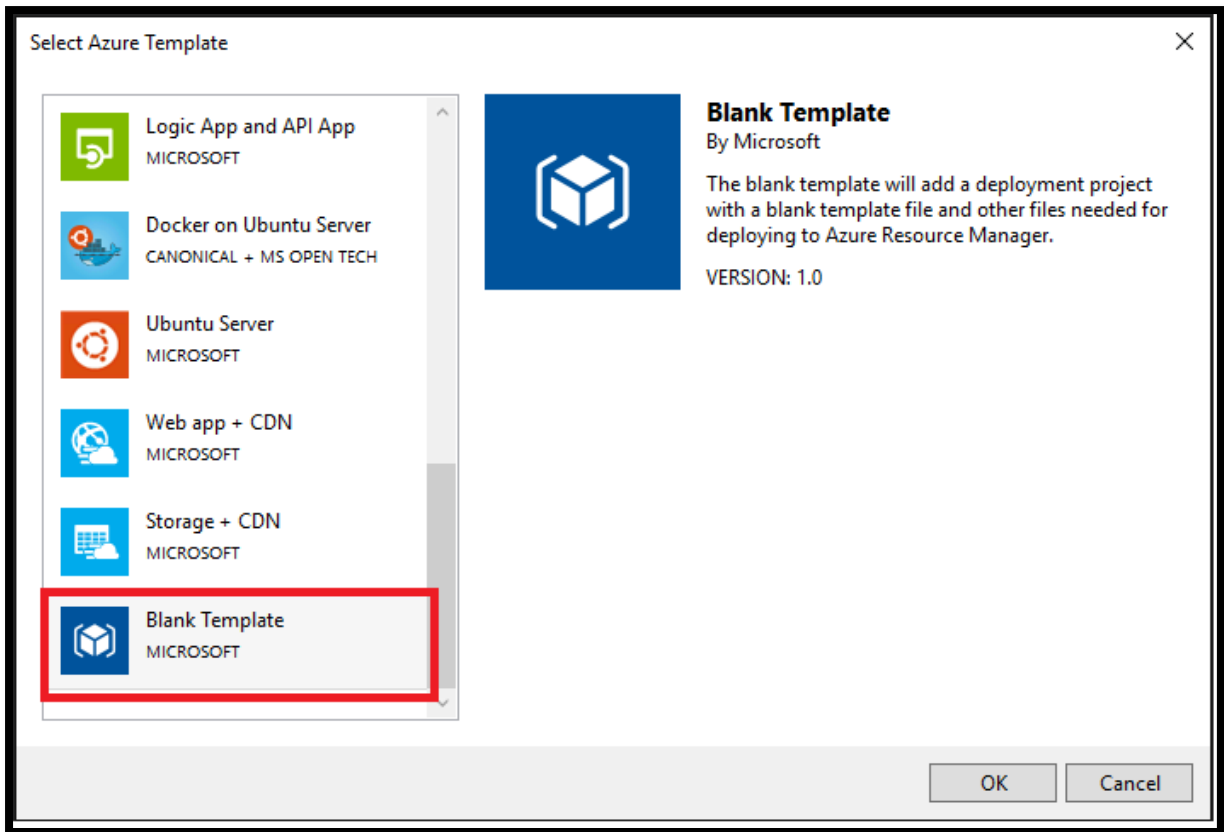 Select Azure Template
Logic App and API App
MICROSOFT
Docker on Ubuntu Server
CANONICAL + MS OPEN TECH
Ubuntu Server
MICROSOFT
Web app + CDN
MICROSOFT
Storage + CDN
MICROSOFT
Blank Template
MICROSOFT
Blank Template
By Microsoft
The blank template will add a deployment project
with a blank template file and other files needed for
deploying to Azure Resource Manager.
VERSION: 1.0
OK
Cancel